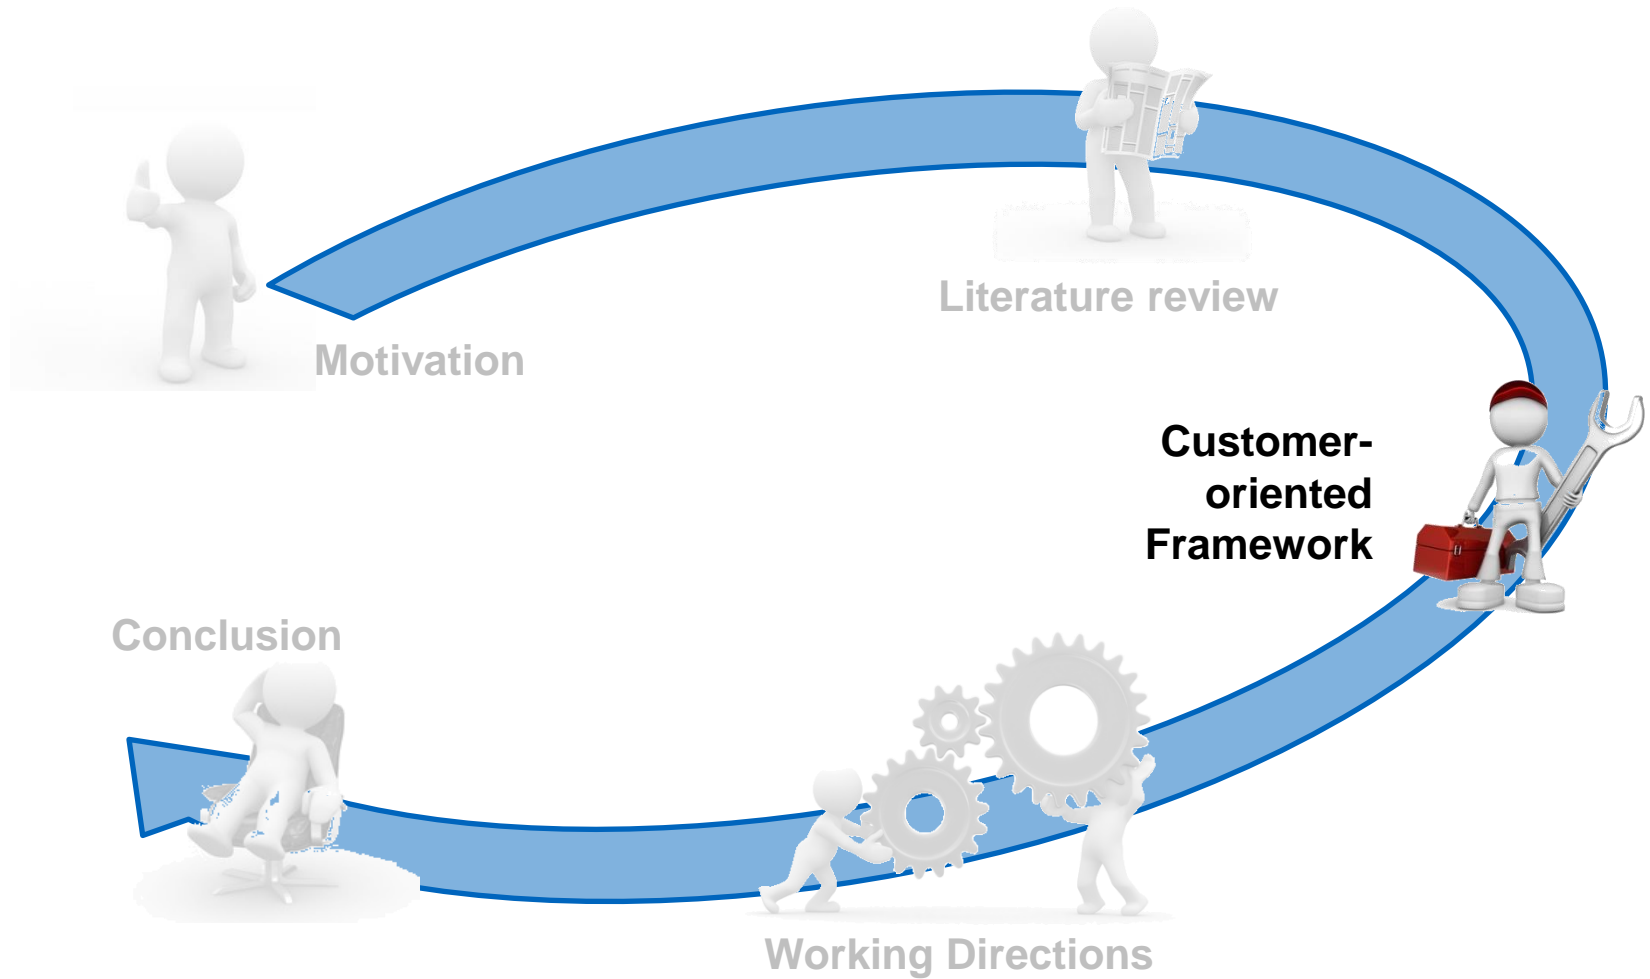 Motivation
Literature review
Customer-
oriented
Framework
Working Directions
Conclusion